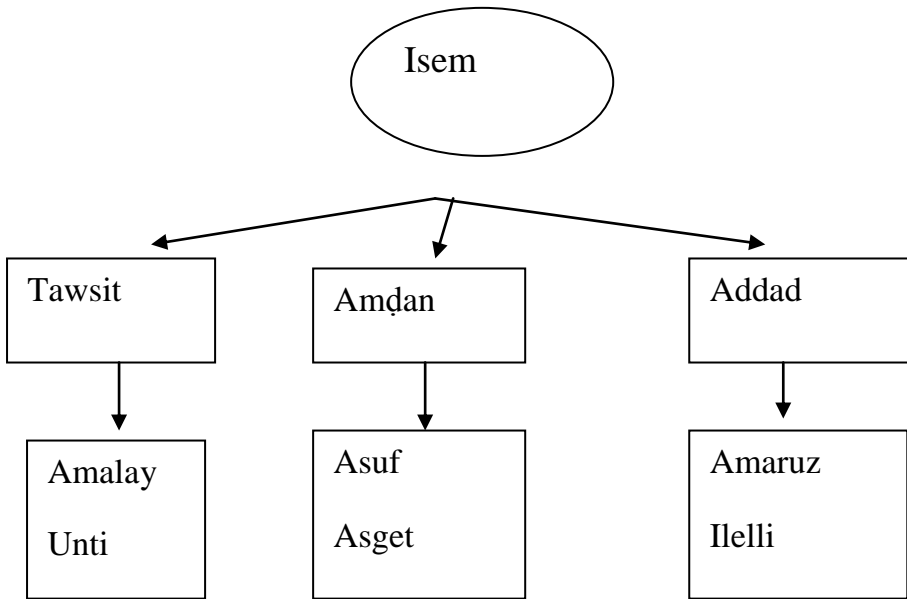 Isem
Tawsit
Amḍan
Addad
Amalay
Unti
Asuf
Asget
Amaruz
Ilelli